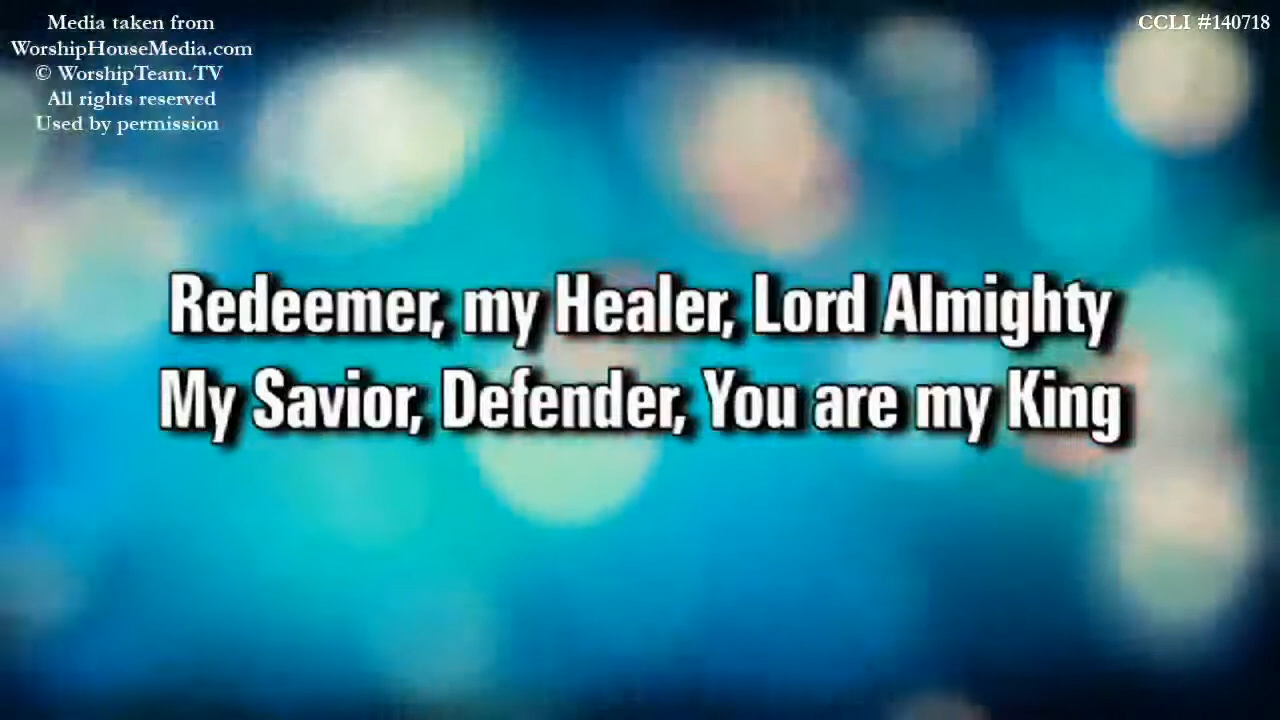 Media taken from
WorshipHouseMedia.com
© WorshipTeam.TV
All rights reserved
Used by permission
CCLI #140718
Redeemer, my Healer, Lord Almighty
My Savior, Defender, You are my King